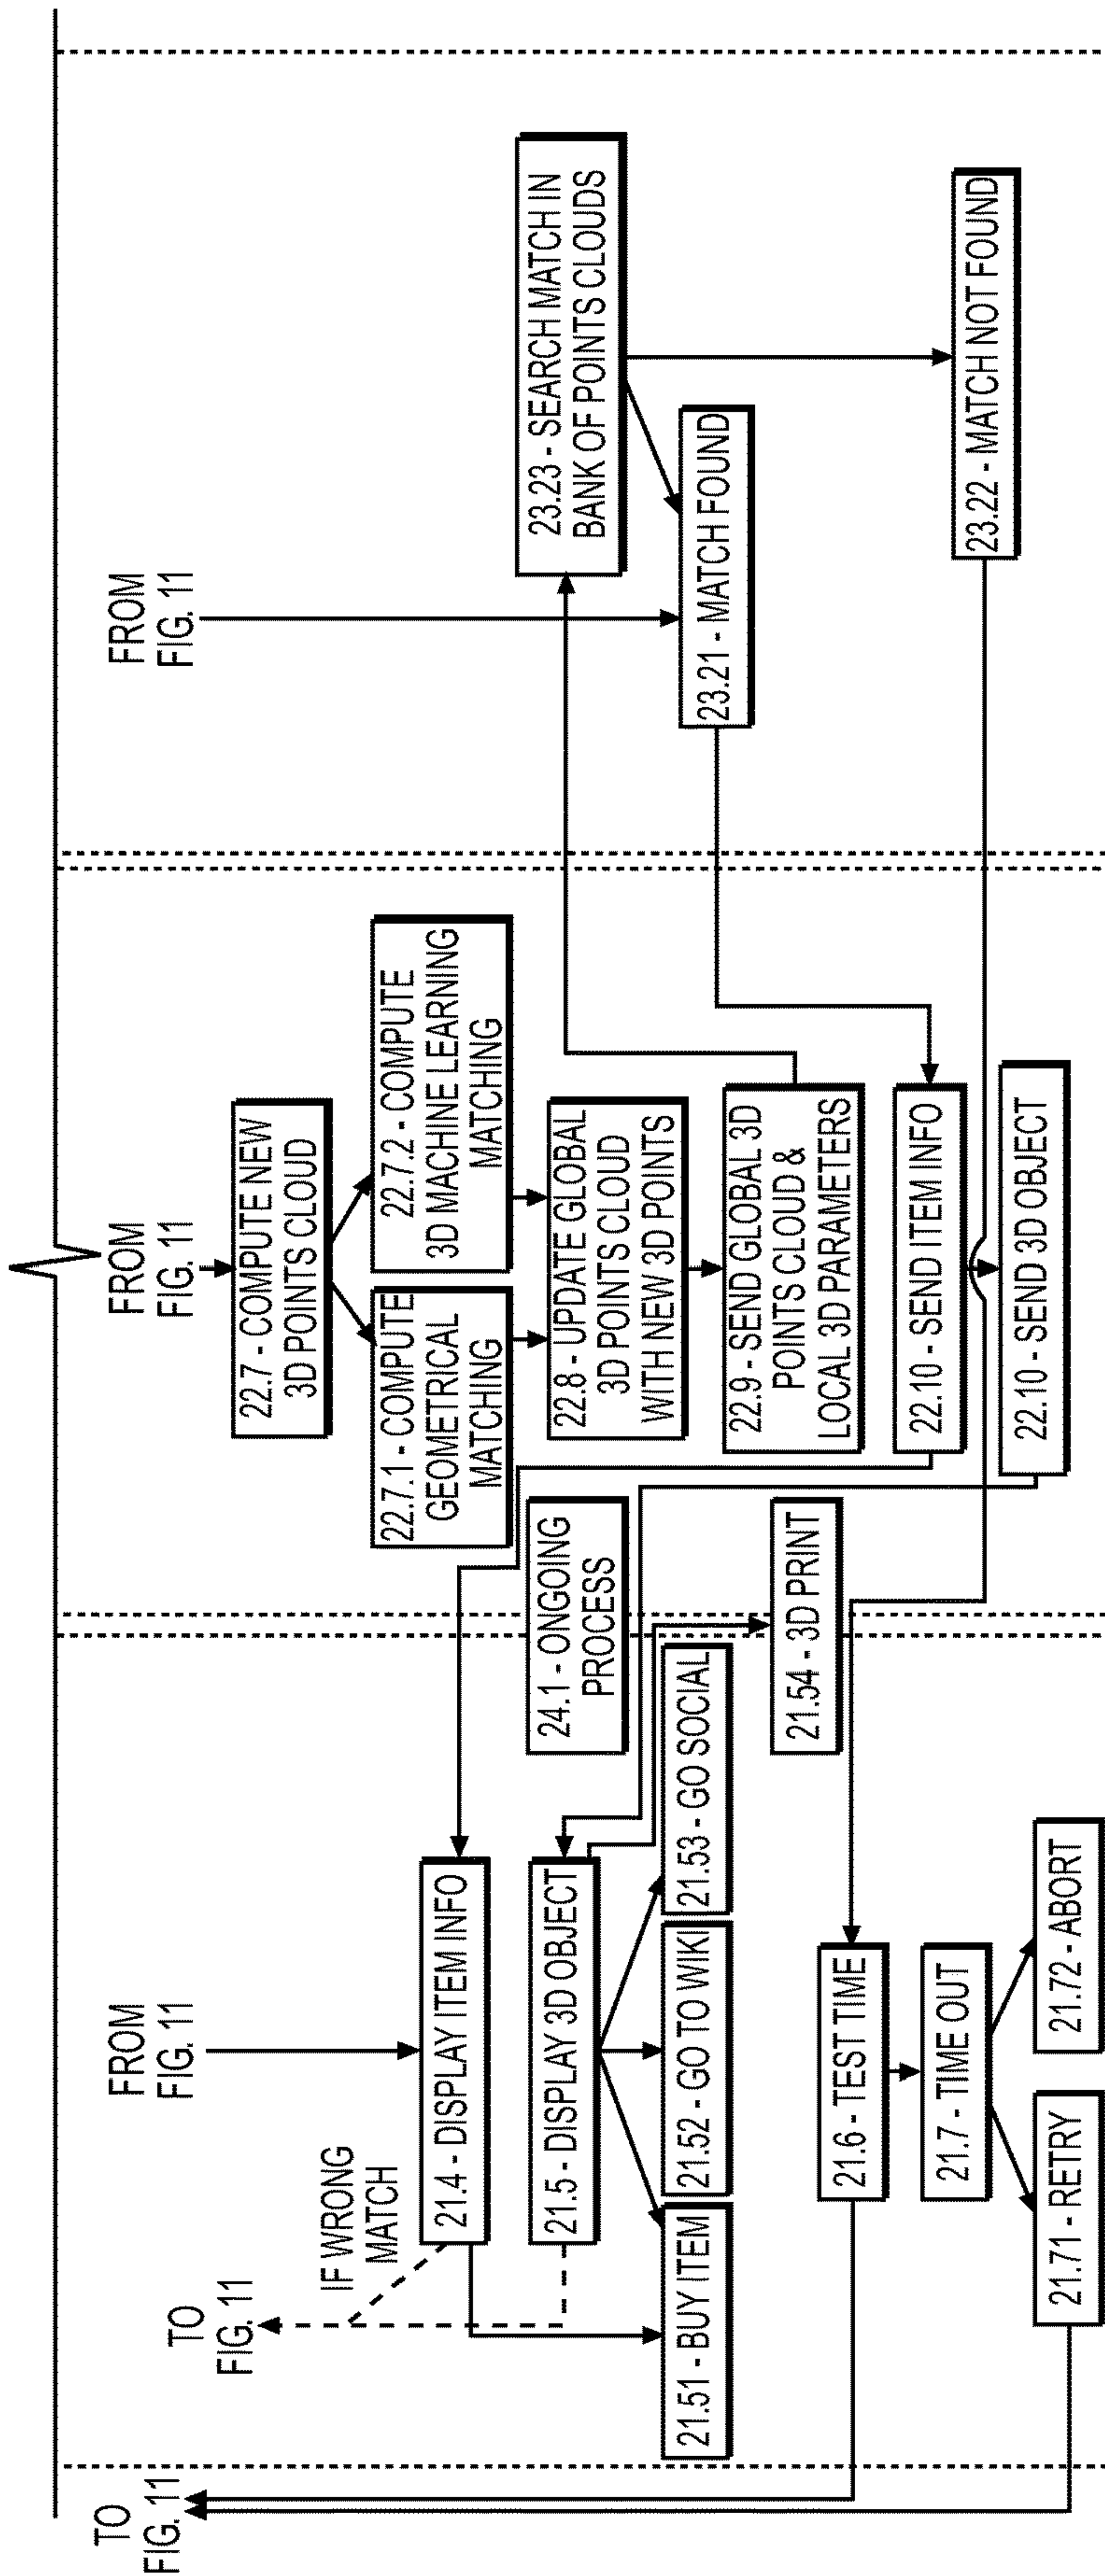 TO
FIG. 11
TO
FIG. 11
IF WRONG
MATCH
FROM
FIG. 11
21.4 - DISPLAY ITEM INFO
21.5 - DISPLAY 3D OBJECT
21.51 - BUY ITEM
21.52 - GO TO WIKI
21.53 - GO SOCIAL
21.54 - 3D PRINT
21.6 - TEST TIME
21.7 - TIME OUT
21.71 - RETRY
21.72 - ABORT
24.1 - ONGOING
PROCESS
FROM
FIG. 11
22.7 - COMPUTE NEW
3D POINTS CLOUD
22.7.1 - COMPUTE
GEOMETRICAL
MATCHING
22.7.2 - COMPUTE
3D MACHINE LEARNING
MATCHING
22.8 - UPDATE GLOBAL
3D POINTS CLOUD
WITH NEW 3D POINTS
22.9 - SEND GLOBAL 3D
POINTS CLOUD &
LOCAL 3D PARAMETERS
22.10 - SEND ITEM INFO
22.10 - SEND 3D OBJECT
FROM
FIG. 11
23.23 - SEARCH MATCH IN
BANK OF POINTS CLOUDS
23.21 - MATCH FOUND
23.22 - MATCH NOT FOUND